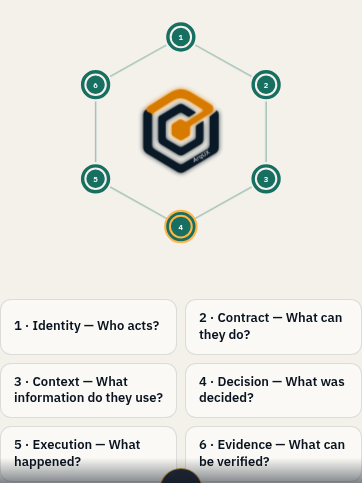 1
6
2
ArqUX
5
3
4
1 · Identity — Who acts?
2 · Contract — What can
they do?
3 · Context — What
information do they use?
4 · Decision — What was
decided?
5 · Execution — What
happened?
6 · Evidence — What can
be verified?